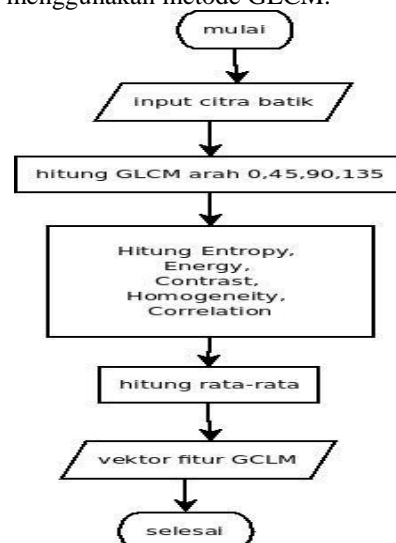 menggunakan metode GLCM.
mulai
input citra batik
hitung GLCM arah 0,45,90,135
Hitung Entropy,
Energy,
Contrast,
Homogeneity,
Correlation
hitung rata-rata
vektor fitur GCLM
selesai